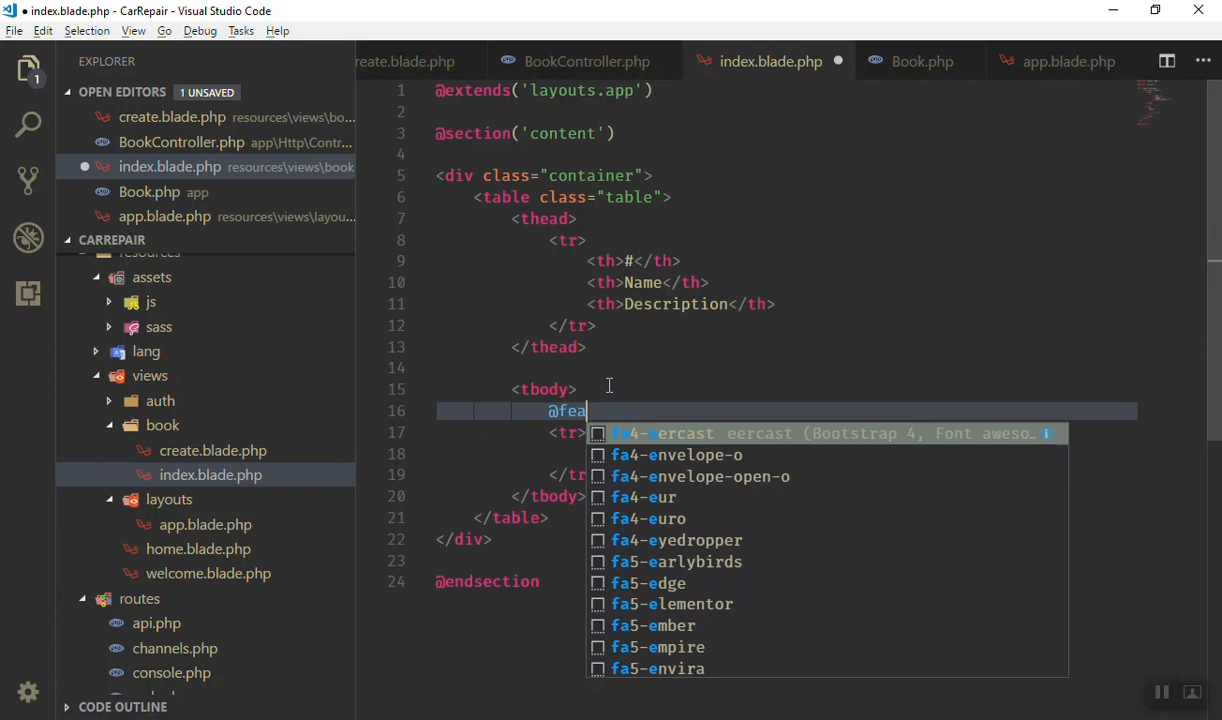 ● index.blade.php - CarRepair - Visual Studio Code
File Edit Selection View Go Debug Tasks Help
EXPLORER
reate.blade.php BookController.php index.blade.php ● Book.php app.blade.php
1
OPEN EDITORS 1 UNSAVED
create.blade.php resources\views\bo...
BookController.php app\Http\Contr...
index.blade.php resources\views\book
Book.php app
app.blade.php resources\views\layou...
CARREPAIR
resources
assets
js
sass
lang
views
auth
book
create.blade.php
index.blade.php
layouts
app.blade.php
home.blade.php
welcome.blade.php
routes
api.php
channels.php
console.php
CODE OUTLINE
1 @extends('layouts.app')
2
3 @section('content')
4
5 <div class="container">
6 <table class="table">
7 <thead>
8 <tr>
9 <th>#</th>
10 <th>Name</th>
11 <th>Description</th>
12 </tr>
13 </thead>
14
15 <tbody>
16 @fea
17 <tr>
18
19 </tr
20 </tbody>
21 </table>
22 </div>
23
24 @endsection
fa4-eercast eercast (Bootstrap 4, Font aweso...
fa4-envelope-o
fa4-envelope-open-o
fa4-eur
fa4-euro
fa4-eyedropper
fa5-earlybirds
fa5-edge
fa5-elementor
fa5-ember
fa5-empire
fa5-envira